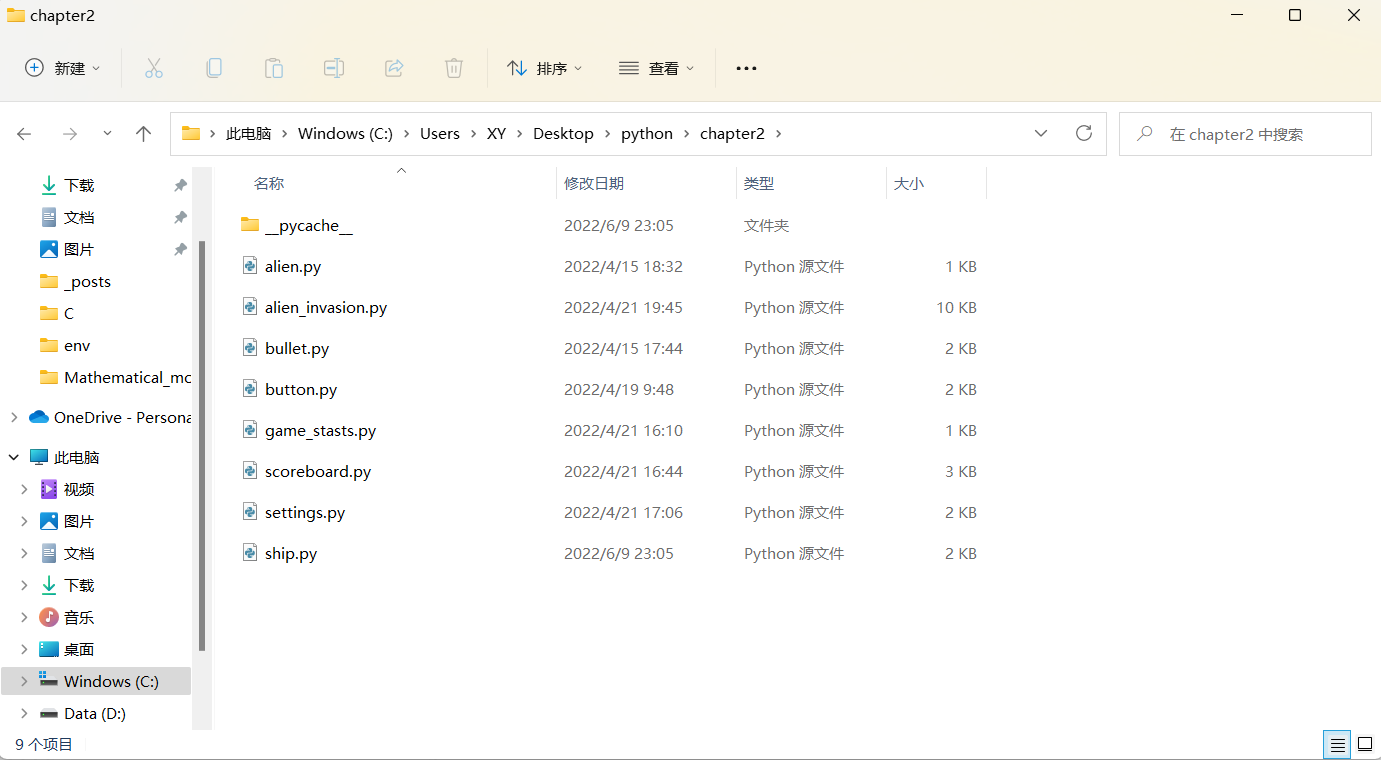 chapter2
新建 排序 查看
此电脑 Windows (C:) Users XY Desktop python chapter2
在 chapter2 中搜索
下载
文档
图片
_posts
C
env
Mathematical_mc
OneDrive - Persona
此电脑
视频
图片
文档
下载
音乐
桌面
Windows (C:)
Data (D:)
名称 修改日期 类型 大小
__pycache__ 2022/6/9 23:05 文件夹
alien.py 2022/4/15 18:32 Python 源文件 1 KB
alien_invasion.py 2022/4/21 19:45 Python 源文件 10 KB
bullet.py 2022/4/15 17:44 Python 源文件 2 KB
button.py 2022/4/19 9:48 Python 源文件 2 KB
game_stasts.py 2022/4/21 16:10 Python 源文件 1 KB
scoreboard.py 2022/4/21 16:44 Python 源文件 3 KB
settings.py 2022/4/21 17:06 Python 源文件 2 KB
ship.py 2022/6/9 23:05 Python 源文件 2 KB
9 个项目